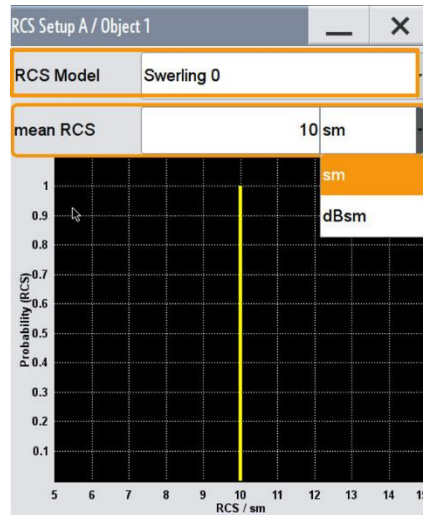 RCS Setup A / Object 1
RCS Model Swerling 0
mean RCS 10 sm
sm
dBsm
Probability (RCS)
1
0.9
0.8
0.7
0.6
0.5
0.4
0.3
0.2
0.1
5 6 7 8 9 10 11 12 13 14 15
RCS / sm